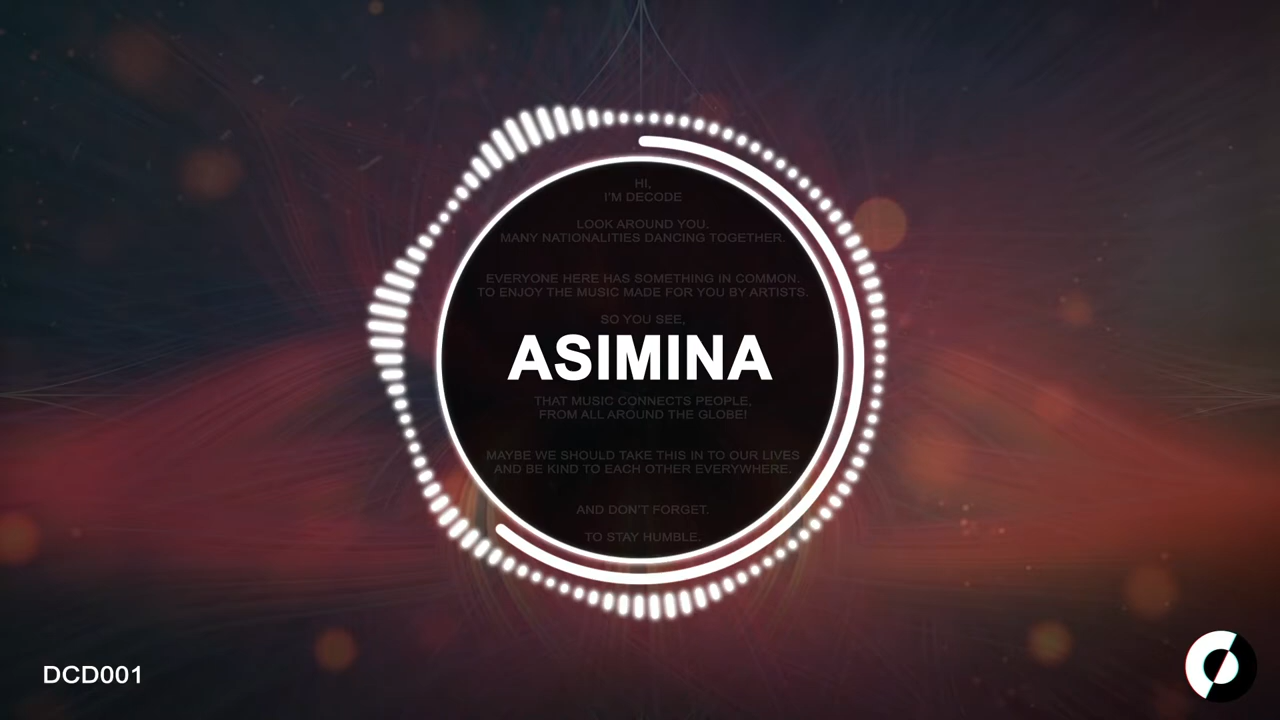 HI,
I'M DECODE
LOOK AROUND YOU.
MANY NATIONALITIES DANCING TOGETHER.
EVERYONE HERE HAS SOMETHING IN COMMON.
TO ENJOY THE MUSIC MADE FOR YOU BY ARTISTS.
SO YOU SEE,
ASIMINA
THAT MUSIC CONNECTS PEOPLE,
FROM ALL AROUND THE GLOBE!
MAYBE WE SHOULD TAKE THIS IN TO OUR LIVES
AND BE KIND TO EACH OTHER EVERYWHERE.
AND DON'T FORGET.
TO STAY HUMBLE.
DCD001